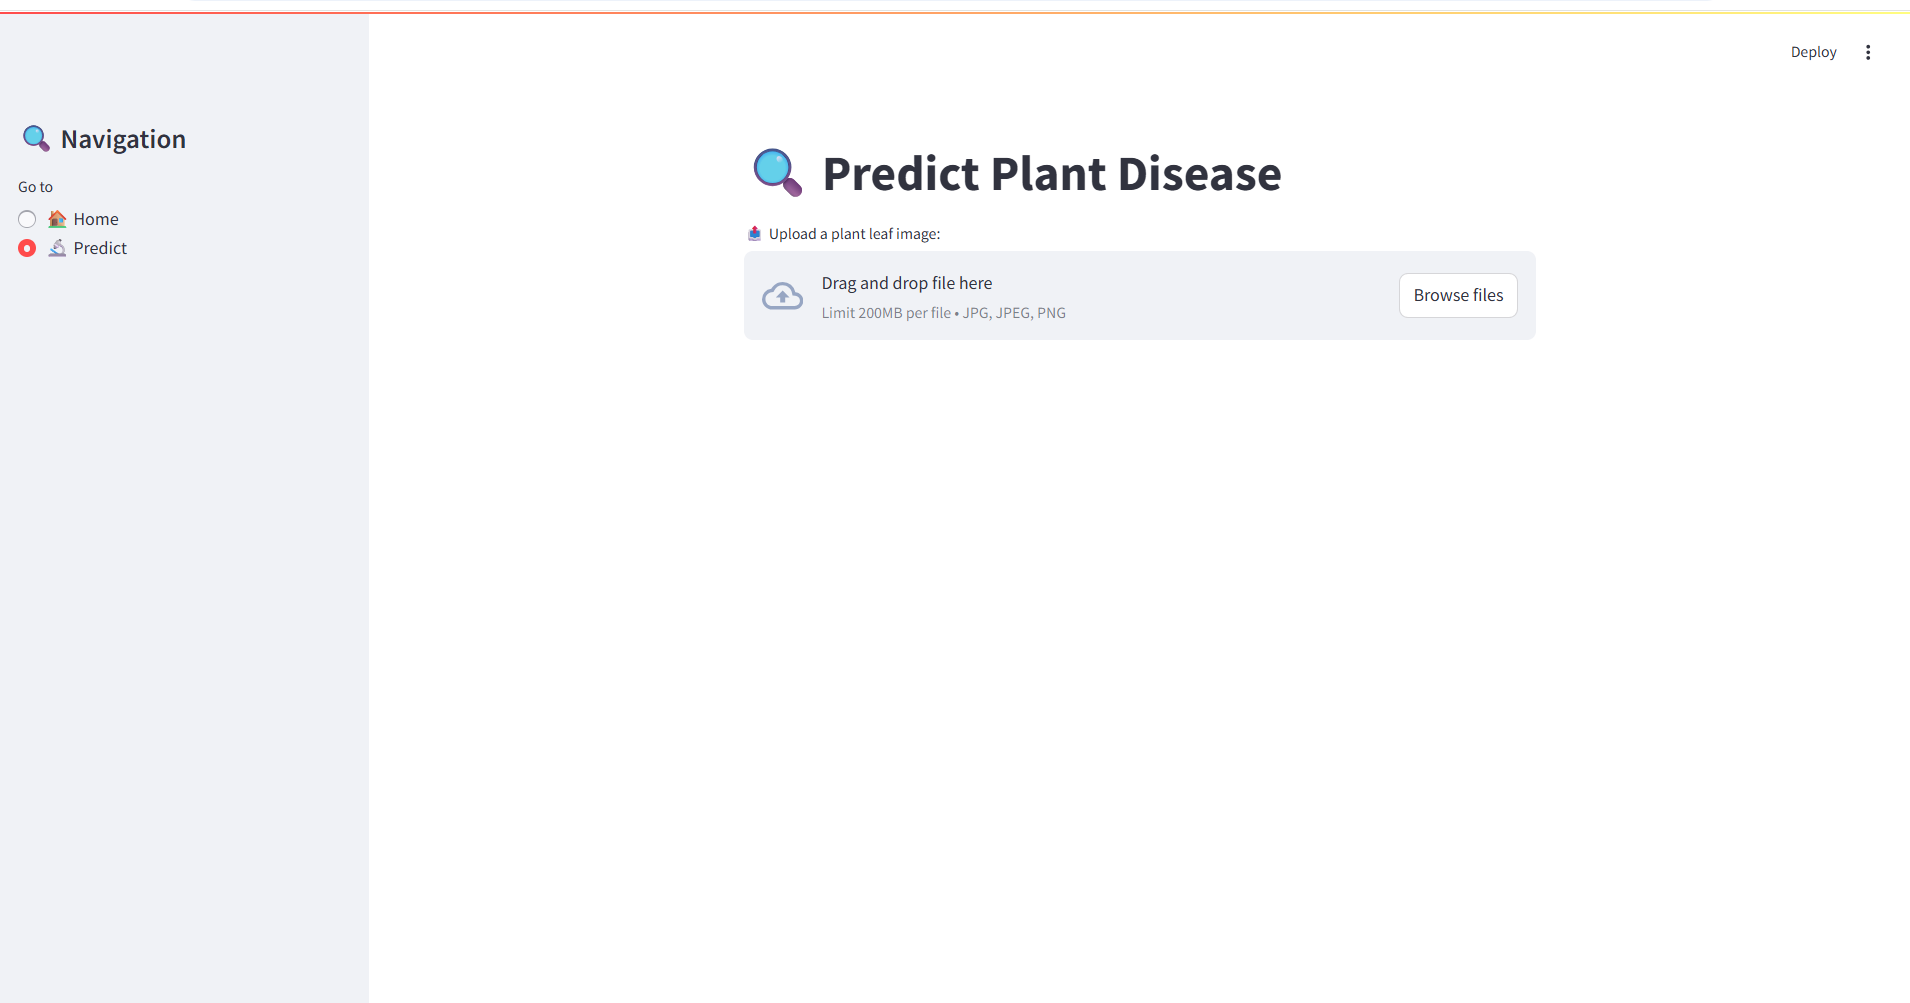 Deploy
Navigation
Go to
Home
Predict
Predict Plant Disease
Upload a plant leaf image:
Drag and drop file here
Limit 200MB per file • JPG, JPEG, PNG
Browse files